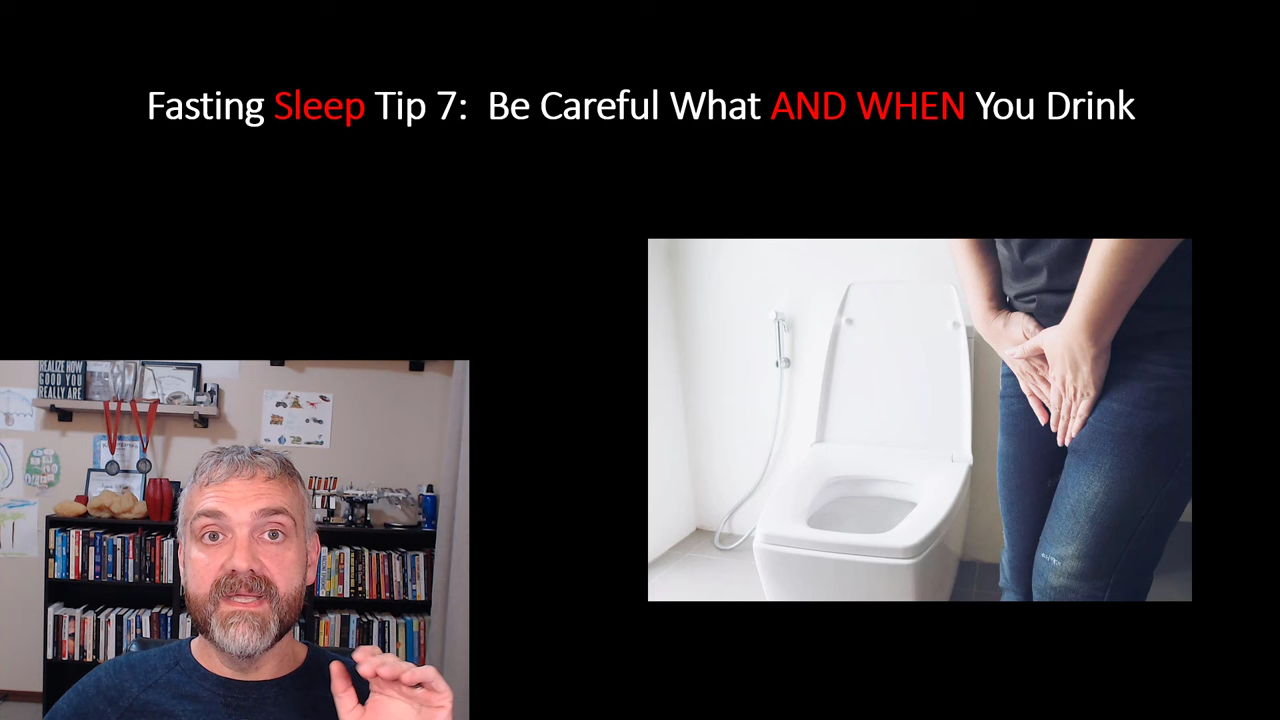 Fasting Sleep Tip 7:  Be Careful What AND WHEN You Drink
REALIZE HOW
GOOD YOU
REALLY ARE